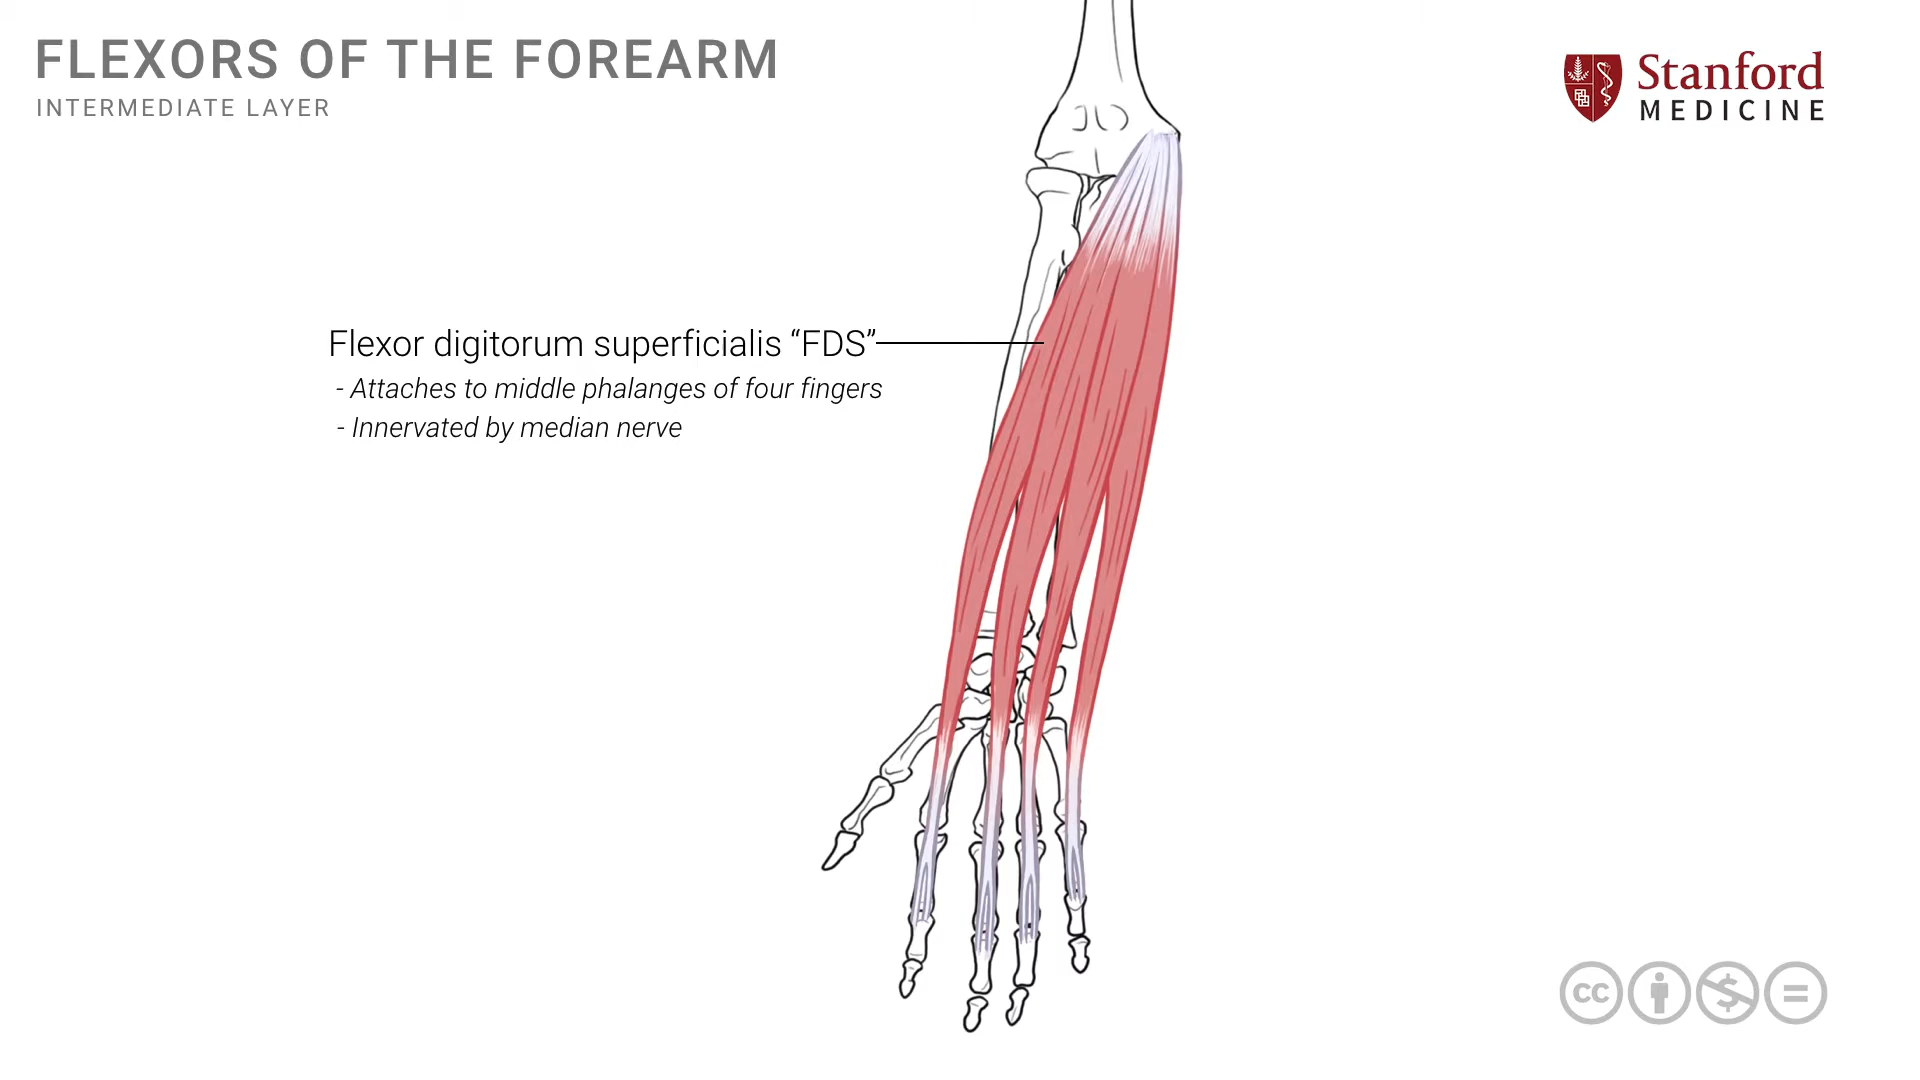 FLEXORS OF THE FOREARM
INTERMEDIATE LAYER
Stanford
MEDICINE
Flexor digitorum superficialis “FDS”
- Attaches to middle phalanges of four fingers
- Innervated by median nerve
cc